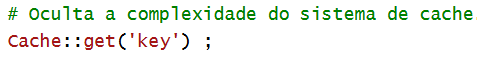 # Oculta a complexidade do sistema de cache
Cache::get('key') ;